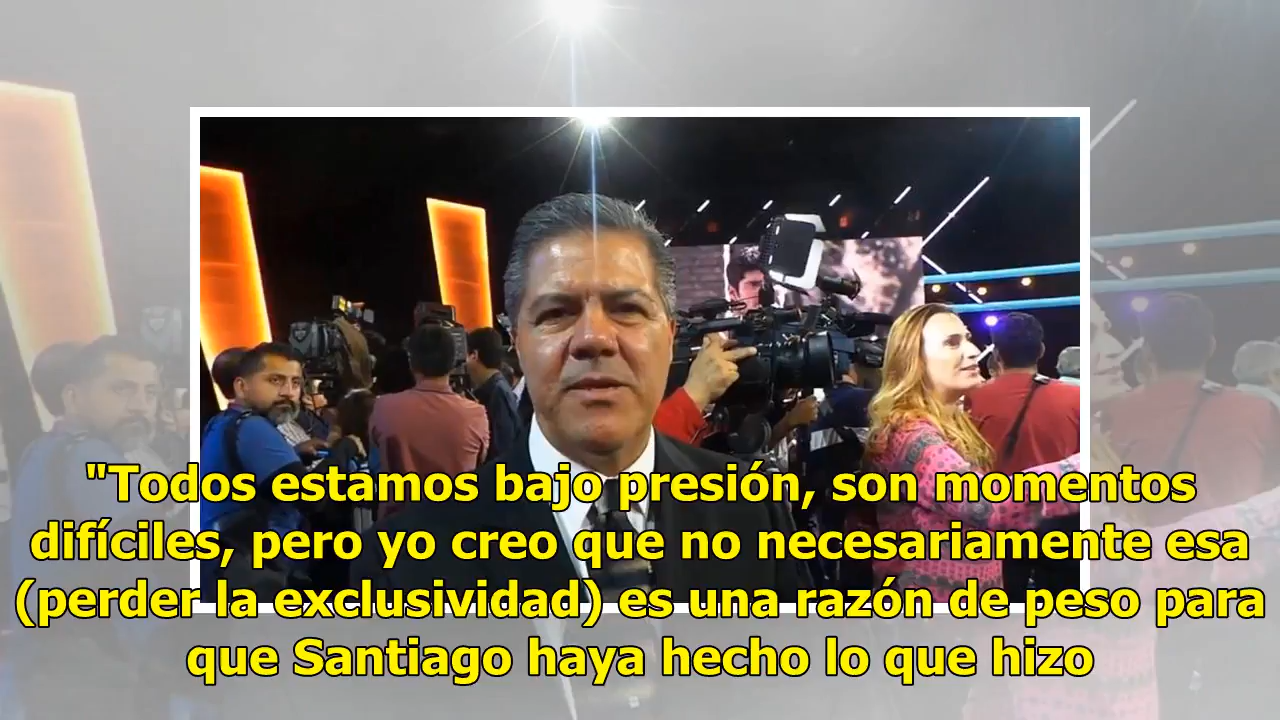 "Todos estamos bajo presión, son momentos
difíciles, pero yo creo que no necesariamente esa
(perder la exclusividad) es una razón de peso para
que Santiago haya hecho lo que hizo